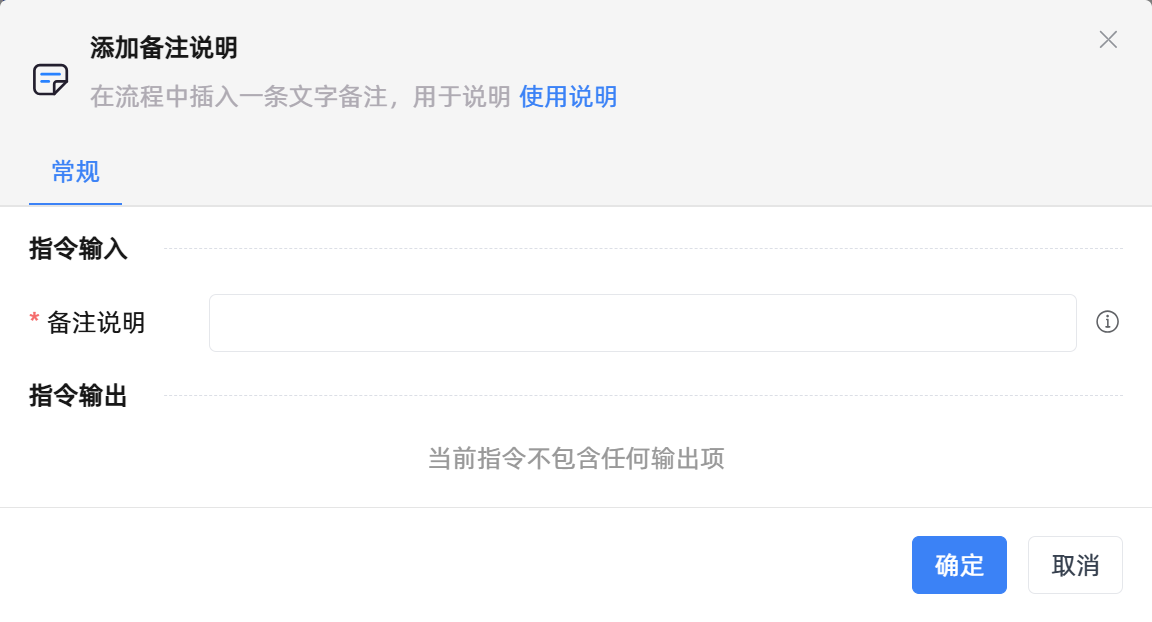 添加备注说明
在流程中插入一条文字备注，用于说明 使用说明
常规
指令输入
* 备注说明
指令输出
当前指令不包含任何输出项
确定
取消